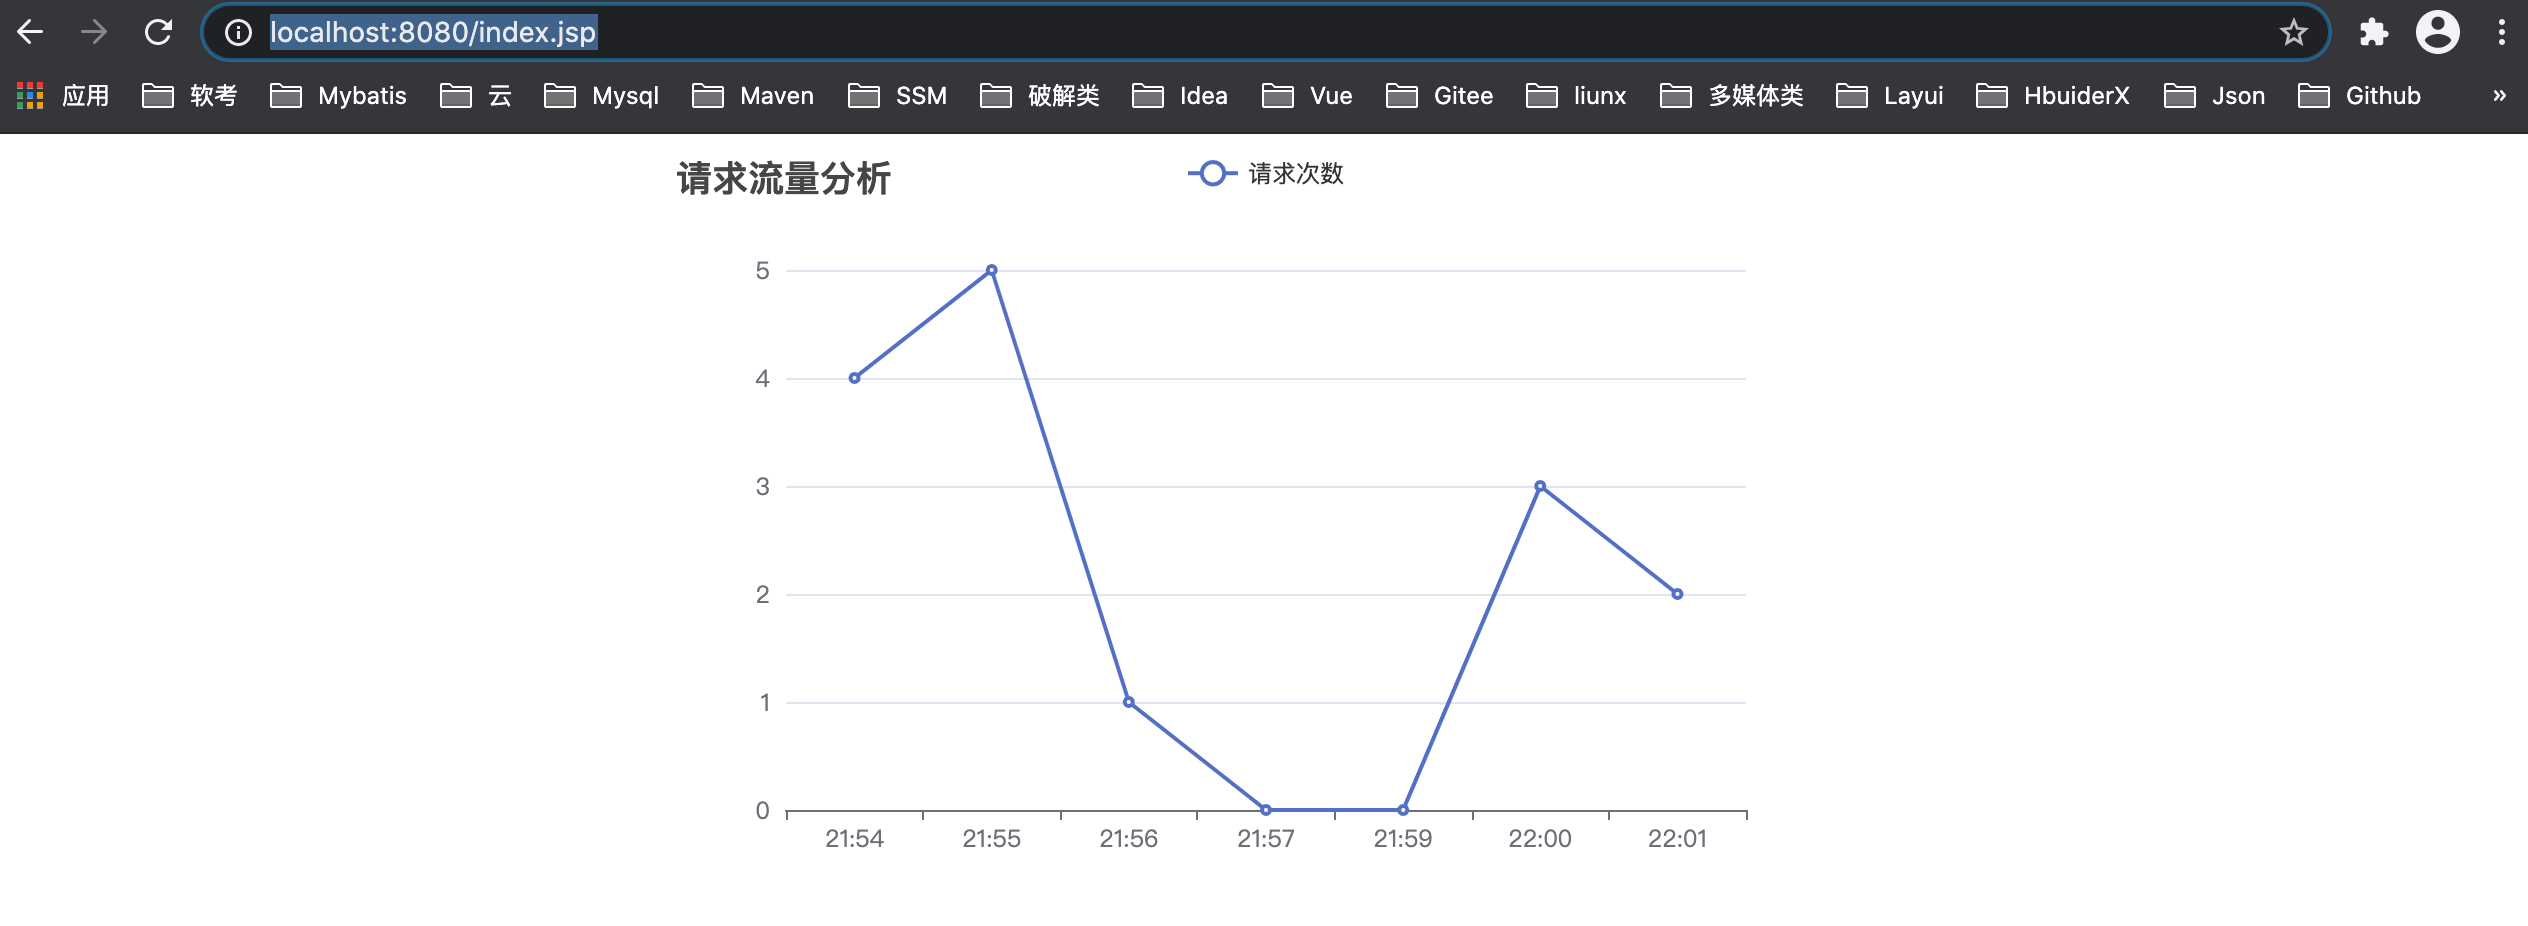 localhost:8080/index.jsp
应用 软考 Mybatis 云 Mysql Maven SSM 破解类 Idea Vue Gitee liunx 多媒体类 Layui HbuiderX Json Github »
请求流量分析 请求次数
5
4
3
2
1
0
21:54 21:55 21:56 21:57 21:59 22:00 22:01